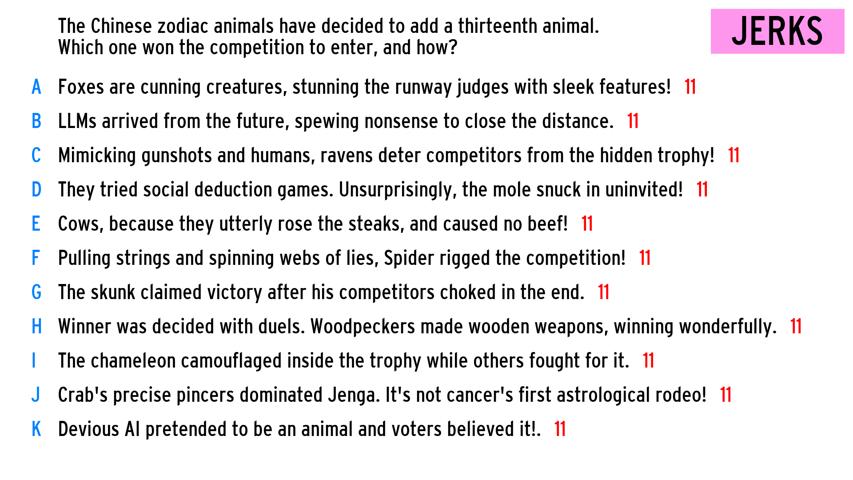 The Chinese zodiac animals have decided to add a thirteenth animal.
Which one won the competition to enter, and how?
JERKS
A Foxes are cunning creatures, stunning the runway judges with sleek features! 11
B LLMs arrived from the future, spewing nonsense to close the distance. 11
C Mimicking gunshots and humans, ravens deter competitors from the hidden trophy! 11
D They tried social deduction games. Unsurprisingly, the mole snuck in uninvited! 11
E Cows, because they utterly rose the steaks, and caused no beef! 11
F Pulling strings and spinning webs of lies, Spider rigged the competition! 11
G The skunk claimed victory after his competitors choked in the end. 11
H Winner was decided with duels. Woodpeckers made wooden weapons, winning wonderfully. 11
I The chameleon camouflaged inside the trophy while others fought for it. 11
J Crab's precise pincers dominated Jenga. It's not cancer's first astrological rodeo! 11
K Devious AI pretended to be an animal and voters believed it!. 11